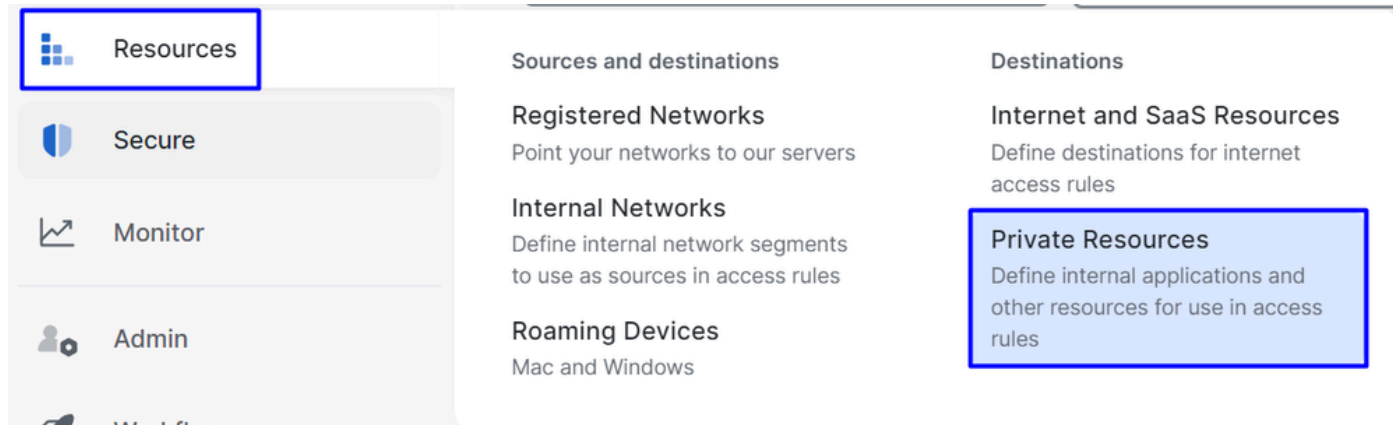 Resources
Secure
Monitor
Admin
Sources and destinations
Registered Networks
Point your networks to our servers
Internal Networks
Define internal network segments
to use as sources in access rules
Roaming Devices
Mac and Windows
Destinations
Internet and SaaS Resources
Define destinations for internet
access rules
Private Resources
Define internal applications and
other resources for use in access
rules